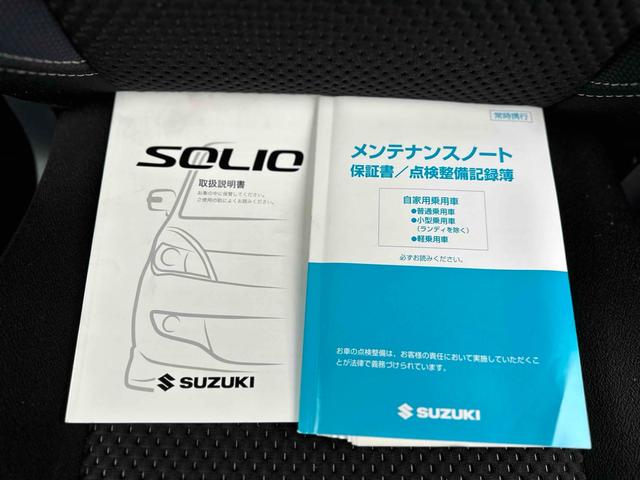 SOLIO
取扱説明書
お車の中に保管してください。
ご使用の前によくお読みください。
SUZUKI
常時携行
メンテナンスノート
保証書／点検整備記録簿
自家用乗用車
●普通乗用車
●小型乗用車
(ランディを除く)
●軽乗用車
必ずお読みください。
お車の点検整備は、お客様の責任において実施していただくこ
とが法律で義務づけられています。
SUZUKI